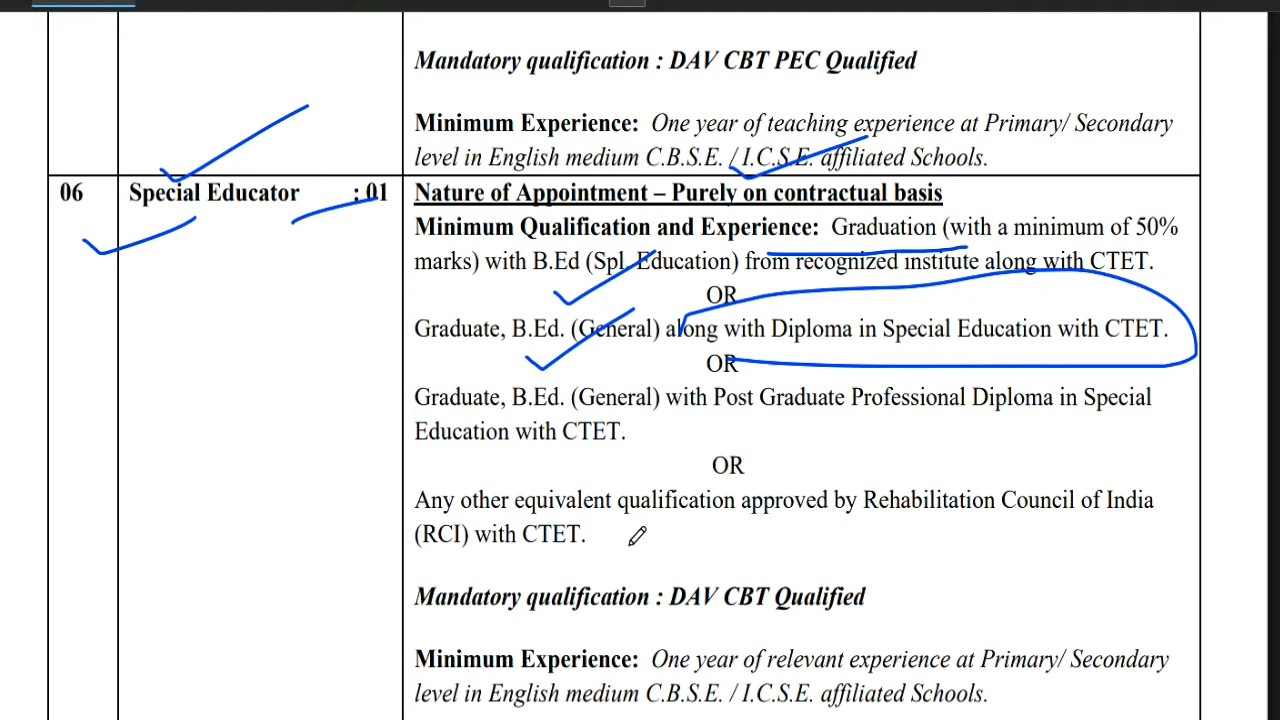 Mandatory qualification : DAV CBT PEC Qualified
Minimum Experience: One year of teaching experience at Primary/ Secondary
level in English medium C.B.S.E. / I.C.S.E. affiliated Schools.
06 Special Educator : 01 Nature of Appointment – Purely on contractual basis
Minimum Qualification and Experience: Graduation (with a minimum of 50%
marks) with B.Ed (Spl. Education) from recognized institute along with CTET.
OR
Graduate, B.Ed. (General) along with Diploma in Special Education with CTET.
OR
Graduate, B.Ed. (General) with Post Graduate Professional Diploma in Special
Education with CTET.
OR
Any other equivalent qualification approved by Rehabilitation Council of India
(RCI) with CTET.
Mandatory qualification : DAV CBT Qualified
Minimum Experience: One year of relevant experience at Primary/ Secondary
level in English medium C.B.S.E. / I.C.S.E. affiliated Schools.